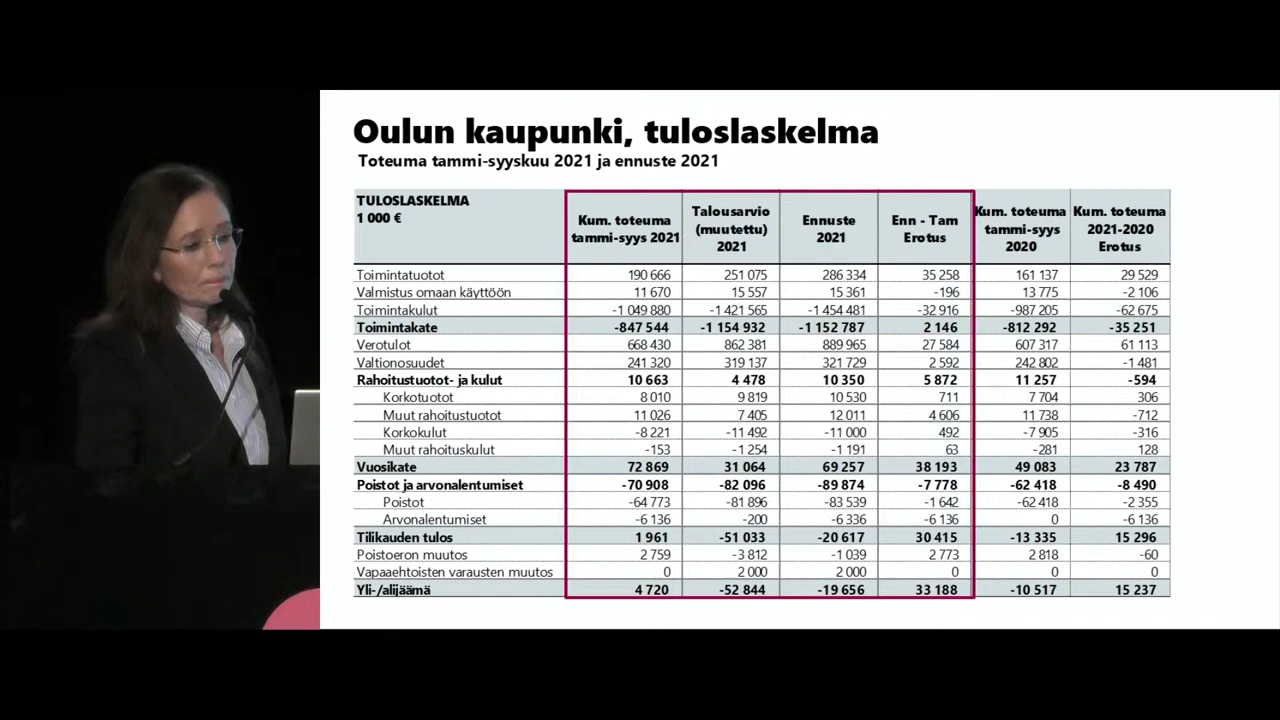 Oulun kaupunki, tuloslaskelma
Toteuma tammi-syyskuu 2021 ja ennuste 2021
TULOSLASKELMA
1 000 €
Kum. toteuma
tammi-syys 2021
Talousarvio
(muutettu)
2021
Ennuste
2021
Enn - Tam
Erotus
Kum. toteuma
tammi-syys
2020
Kum. toteuma
2021-2020
Erotus
Toimintatuotot 190 666 251 075 286 334 35 258 161 137 29 529
Valmistus omaan käyttöön 11 670 15 557 15 361 -196 13 775 -2 106
Toimintakulut -1 049 880 -1 421 565 -1 454 481 -32 916 -987 205 -62 675
Toimintakate -847 544 -1 154 932 -1 152 787 2 146 -812 292 -35 251
Verotulot 668 430 862 381 889 965 27 584 607 317 61 113
Valtionosuudet 241 320 319 137 321 729 2 592 242 802 -1 481
Rahoitustuotot- ja kulut 10 663 4 478 10 350 5 872 11 257 -594
Korkotuotot 8 010 9 819 10 530 711 7 704 306
Muut rahoitustuotot 11 026 7 405 12 011 4 606 11 738 -712
Korkokulut -8 221 -11 492 -11 000 492 -7 905 -316
Muut rahoituskulut -153 -1 254 -1 191 63 -281 128
Vuosikate 72 869 31 064 69 257 38 193 49 083 23 787
Poistot ja arvonalentumiset -70 908 -82 096 -89 874 -7 778 -62 418 -8 490
Poistot -64 773 -81 896 -83 539 -1 642 -62 418 -2 355
Arvonalentumiset -6 136 -200 -6 336 -6 136 0 -6 136
Tilikauden tulos 1 961 -51 033 -20 617 30 415 -13 335 15 296
Poistoeron muutos 2 759 -3 812 -1 039 2 773 2 818 -60
Vapaaehtoisten varausten muutos 0 2 000 2 000 0 0 0
Yli-/alijäämä 4 720 -52 844 -19 656 33 188 -10 517 15 237